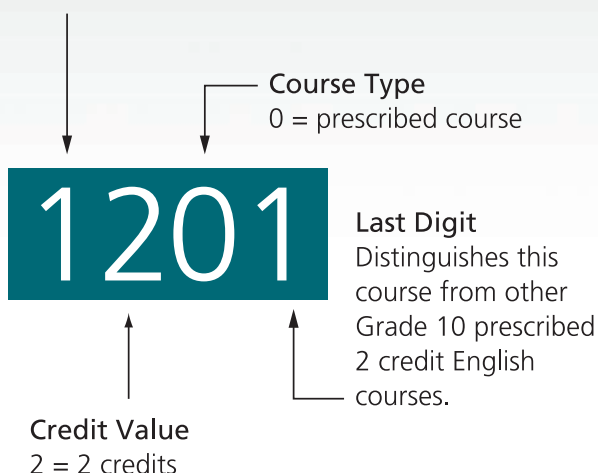 Course Type
0 = prescribed course
1201
Last Digit
Distinguishes this
course from other
Grade 10 prescribed
2 credit English
courses.
Credit Value
2 = 2 credits